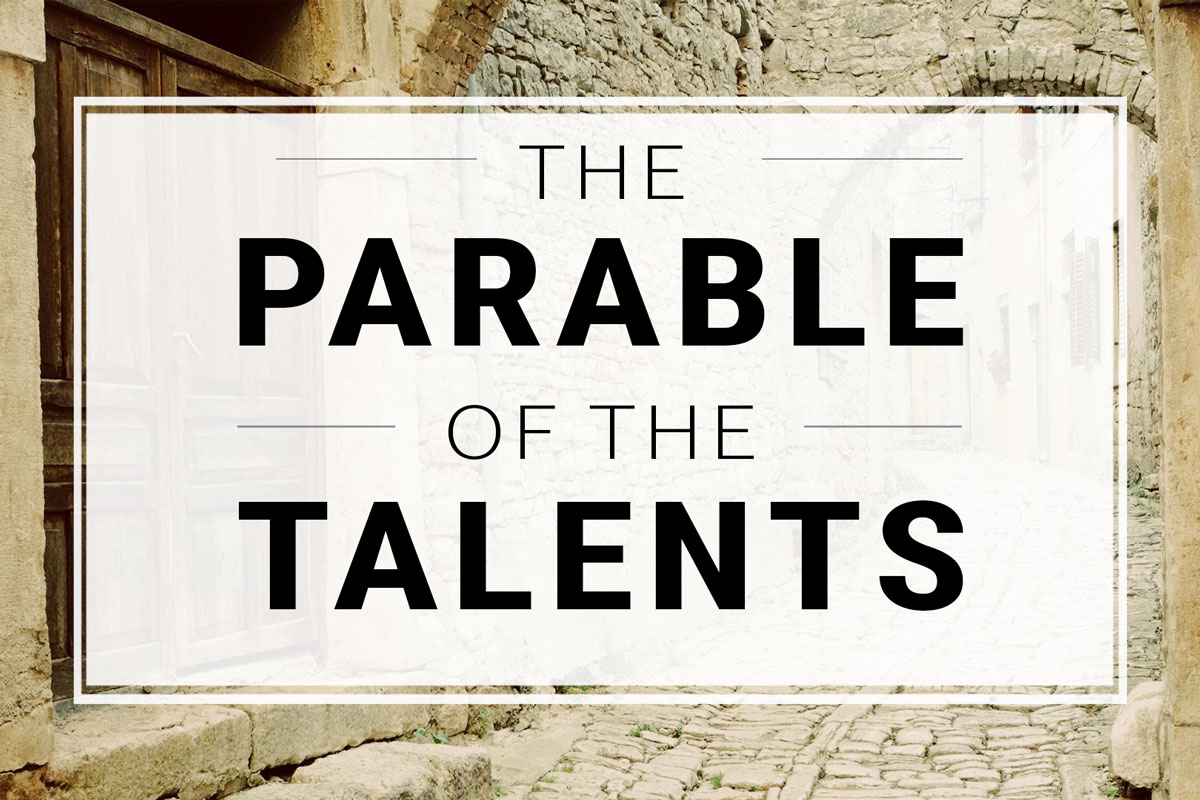 THE
PARABLE
OF THE
TALENTS